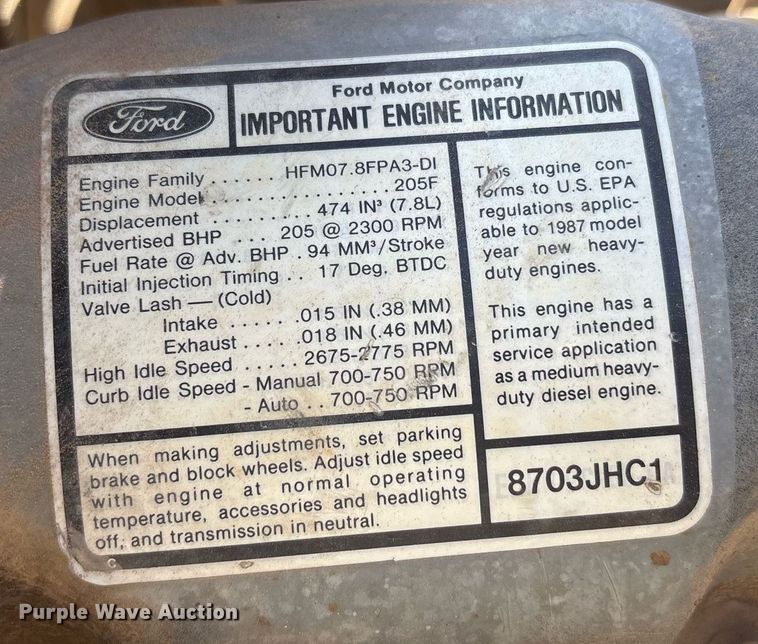 Ford
Ford Motor Company
IMPORTANT ENGINE INFORMATION
Engine Family ...... HFM07.8FPA3-DI
Engine Model ................. 205F
Displacement .......... 474 IN³ (7.8L)
Advertised BHP .... 205 @ 2300 RPM
Fuel Rate @ Adv. BHP . 94 MM³/Stroke
Initial Injection Timing .. 17 Deg. BTDC
Valve Lash — (Cold)
Intake ...... .015 IN (.38 MM)
Exhaust ..... .018 IN (.46 MM)
High Idle Speed ..... 2675-2775 RPM
Curb Idle Speed - Manual 700-750 RPM
- Auto .. 700-750 RPM
This engine con-
forms to U.S. EPA
regulations applic-
able to 1987 model
year new heavy-
duty engines.
This engine has a
primary intended
service application
as a medium heavy-
duty diesel engine.
When making adjustments, set parking
brake and block wheels. Adjust idle speed
with engine at normal operating
temperature, accessories and headlights
off, and transmission in neutral.
8703JHC1
Purple Wave Auction